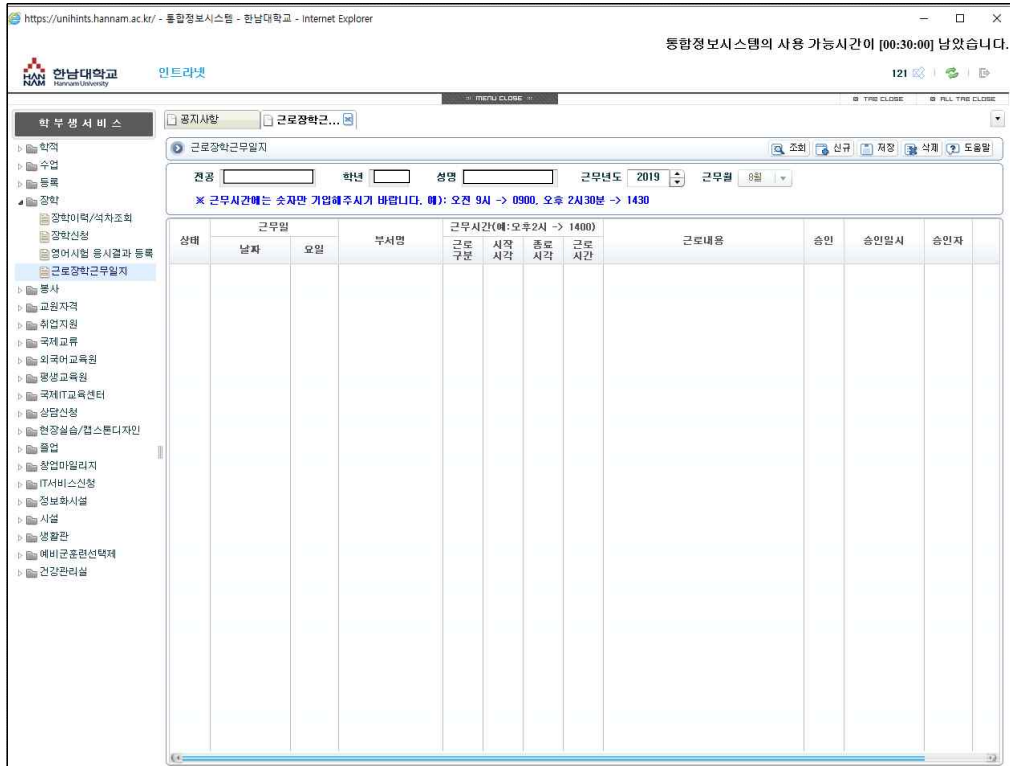 https://unihints.hannam.ac.kr/ - 통합정보시스템 - 한남대학교 - Internet Explorer
통합정보시스템의 사용 가능시간이 [00:30:00] 남았습니다.
HAN NAM 한남대학교 Hannam University 인트라넷 121
MENU CLOSE TAB CLOSE ALL TAB CLOSE
학부생서비스
공지사항 근로장학근...
근로장학근무일지 조회 신규 저장 삭제 도움말
전공 학년 성명 근무년도 2019 근무월 8월
※ 근무시간에는 숫자만 기입해주시기 바랍니다. 예): 오전 9시 -> 0900, 오후 2시30분 -> 1430
상태 근무일 날짜 요일 부서명 근무시간(예:오후2시 -> 1400) 근로구분 시작시각 종료시각 근로시간 근로내용 승인 승인일시 승인자
학적
수업
등록
장학
장학이력/석차조회
장학신청
영어시험 응시결과 등록
근로장학근무일지
봉사
교원자격
취업지원
국제교류
외국어교육원
평생교육원
국제IT교육센터
상담신청
현장실습/캡스톤디자인
졸업
창업마일리지
IT서비스신청
정보화시설
시설
생활관
예비군훈련선택제
건강관리실